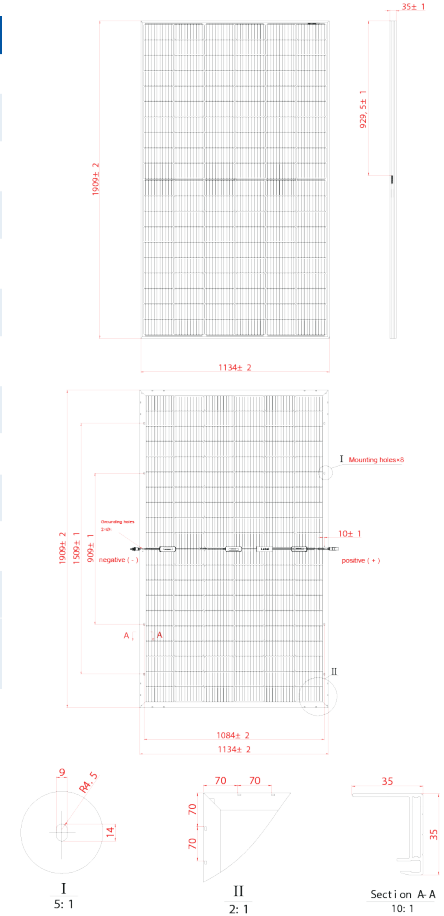 35± 1
929, 5± 1
1909± 2
1134± 2
I Mounting holes×8
Grounding holes
10± 1
negative (-)
positive (+)
1909± 2
1509± 1
909± 1
A A
II
1084± 2
1134± 2
9
R4. 5
14
I
5: 1
70 70
70
70
II
2: 1
35
35
Section A-A
10: 1